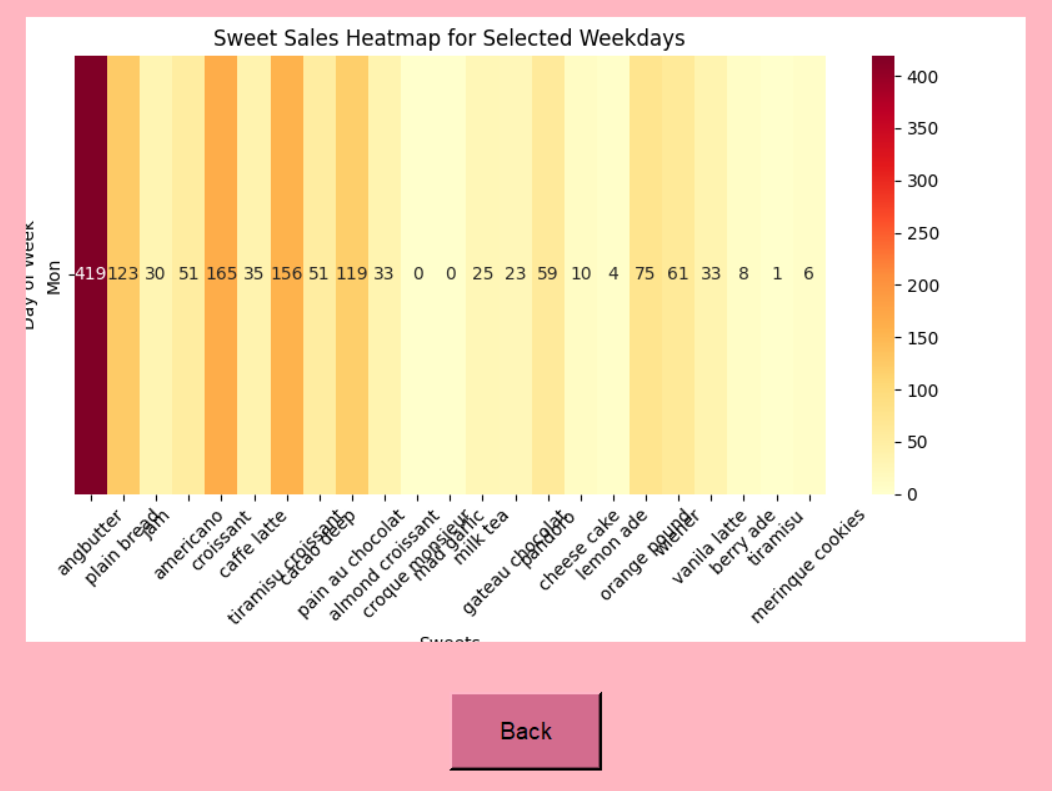 Sweet Sales Heatmap for Selected Weekdays
400
350
300
250
200
150
100
50
0
Day of Week
Mon
419 123 30 51 165 35 156 51 119 33 0 0 25 23 59 10 4 75 61 33 8 1 6
angbutter
plain bread
jam
americano
croissant
caffe latte
tiramisu croissant
cacao deep
pain au chocolat
almond croissant
croque monsieur
mad garlic
milk tea
gateau chocolat
pandoro
cheese cake
lemon ade
orange pound
wiener
vanila latte
berry ade
tiramisu
merinque cookies
Sweets
Back